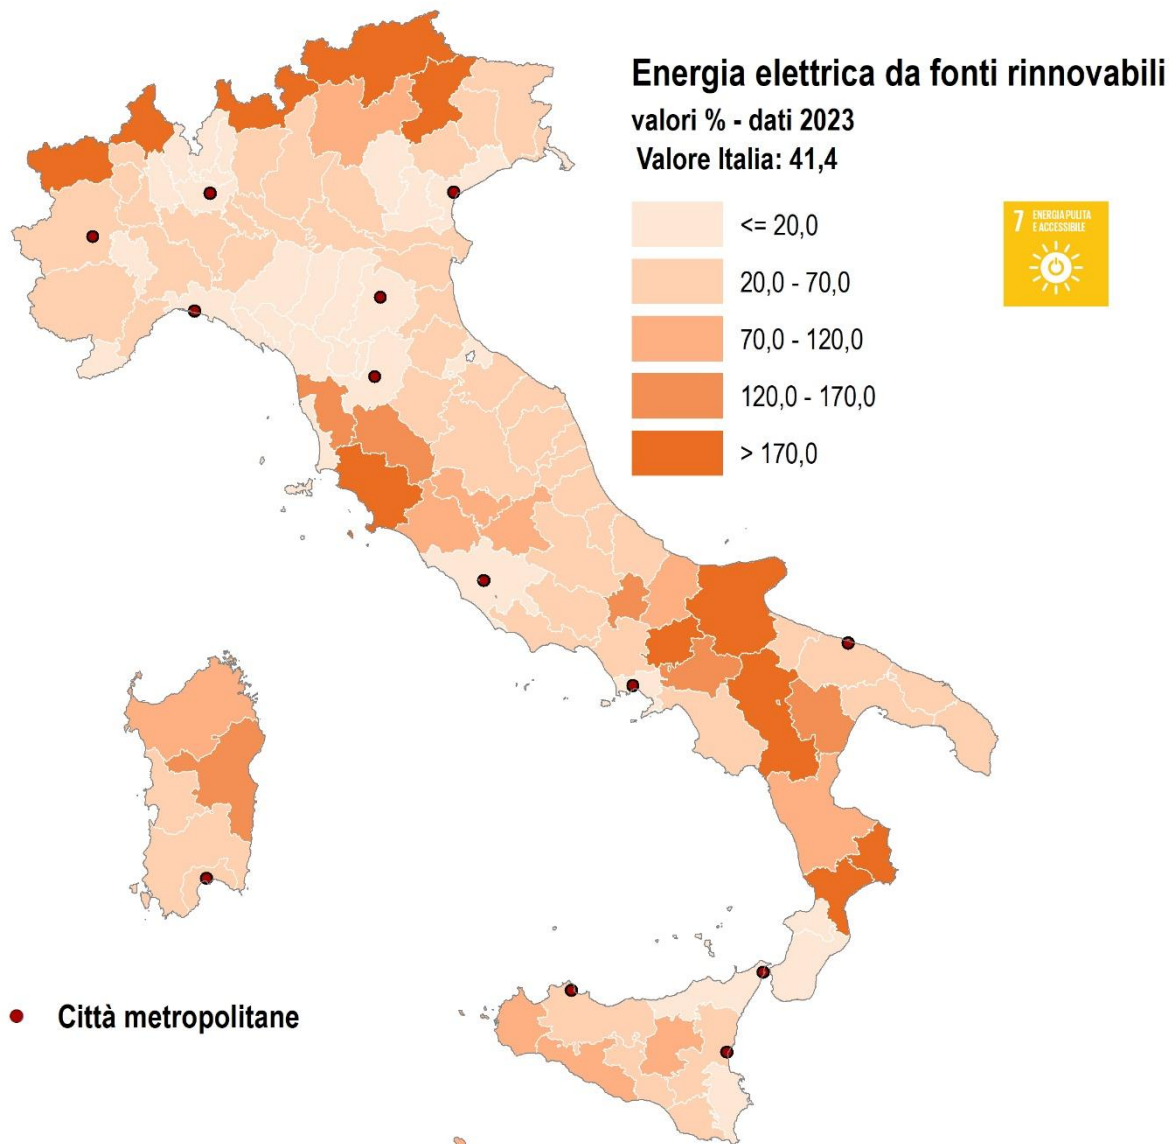 Energia elettrica da fonti rinnovabili
valori % - dati 2023
Valore Italia: 41,4
<= 20,0
20,0 - 70,0
70,0 - 120,0
120,0 - 170,0
> 170,0
7 ENERGIA PULITA
E ACCESSIBILE
Città metropolitane